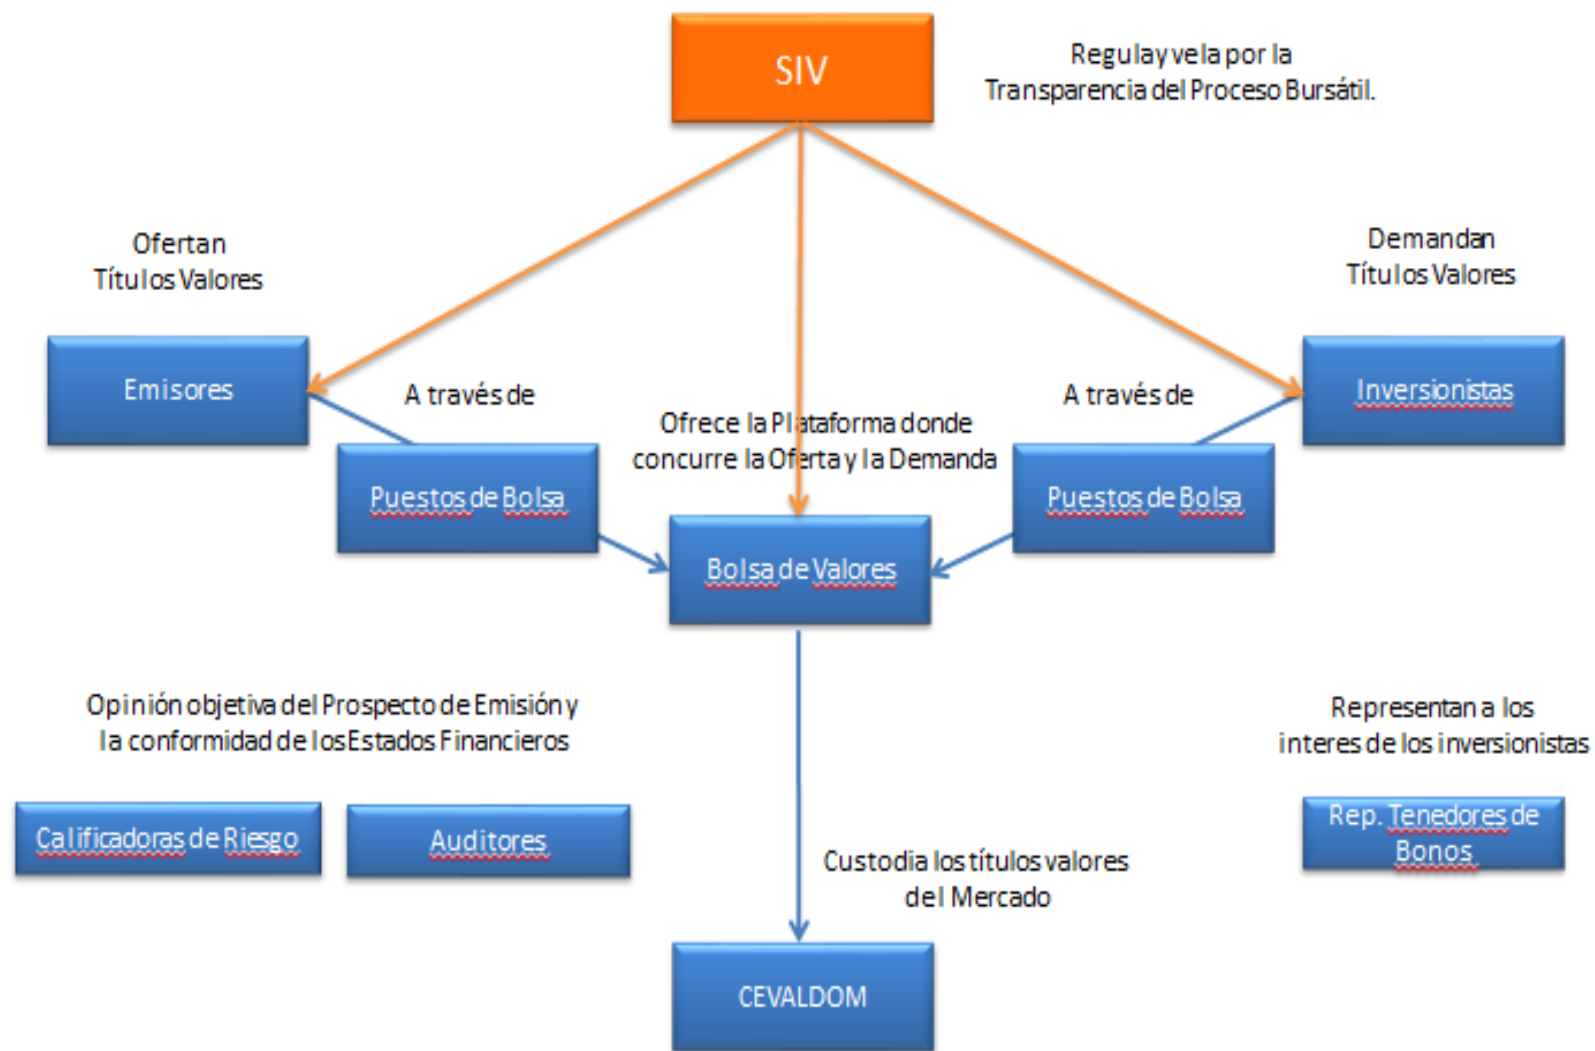 SIV
Regula y vela por la
Transparencia del Proceso Bursátil.
Ofertan
Títulos Valores
Demandan
Títulos Valores
Emisores
A través de
A través de
Inversionistas
Ofrece la Plataforma donde
concurre la Oferta y la Demanda
Puestos de Bolsa
Puestos de Bolsa
Bolsa de Valores
Opinión objetiva del Prospecto de Emisión y
la conformidad de los Estados Financieros
Representan a los
interes de los inversionistas
Calificadoras de Riesgo
Auditores
Rep. Tenedores de
Bonos
Custodia los títulos valores
del Mercado
CEVALDOM